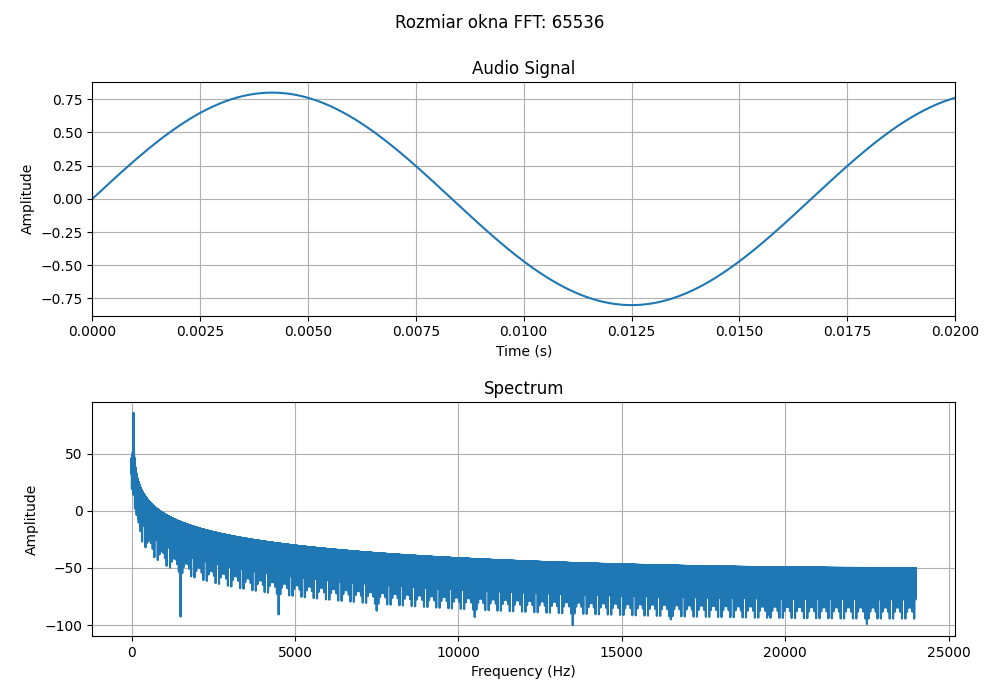 Rozmiar okna FFT: 65536
Audio Signal
0.75
0.50
0.25
0.00
−0.25
−0.50
−0.75
Amplitude
0.0000 0.0025 0.0050 0.0075 0.0100 0.0125 0.0150 0.0175 0.0200
Time (s)
Spectrum
50
0
−50
−100
Amplitude
0 5000 10000 15000 20000 25000
Frequency (Hz)